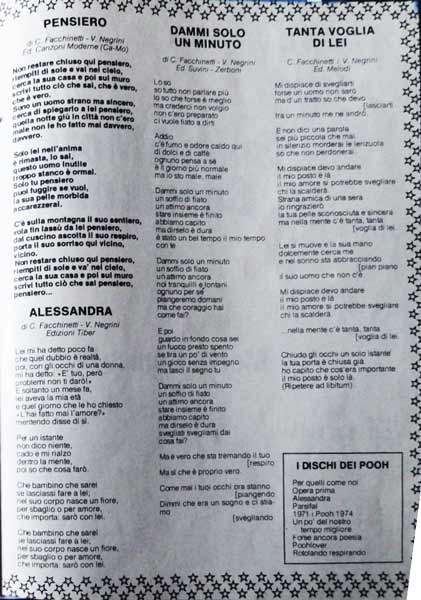 PENSIERO
di C. Facchinetti - V. Negrini
Ed. Canzoni Moderne (Ca-Mo)
Non restare chiuso qui pensiero,
riempiti di sole e vai nel cielo,
cerca la sua casa e poi sul muro
scrivi tutto ciò che sai, che è vero,
che è vero.
Sono un uomo strano ma sincero,
cerca di spiegarlo a lei pensiero,
quella notte giù in città non c'ero
male non le ho fatto mai davvero,
davvero.
Solo lei nell'anima
è rimasta, lo sai,
questo uomo inutile
troppo stanco è ormai.
Solo tu pensiero
puoi fuggire se vuoi,
la sua pelle morbida
accarezzerai.
C'è sulla montagna il suo sentiero,
vola fin lassù da lei pensiero,
dal cuscino ascolta il suo respiro,
porta il suo sorriso qui vicino,
vicino.
Non restare chiuso qui pensiero,
riempiti di sole e va' nel cielo,
cerca la sua casa e poi sul muro
scrivi tutto ciò che sai pensiero,
pensiero...
ALESSANDRA
di C. Facchinetti - V. Negrini
Edizioni Tiber
Lei mi ha detto poco fa
che quel dubbio è realtà,
poi, con gli occhi di una donna,
mi ha detto: «E' tuo, però
problemi non ti darò!»
E soltanto un mese fa,
lei aveva la mia età
e quel giorno che le ho chiesto
«L'hai fatto mai l'amore?»
mentendo disse di sì.
Per un istante
non dico niente,
cado e mi rialzo
dentro la mente,
poi so che cosa farò.
Che bambino che sarei
se lasciassi fare a lei;
nel suo corpo nasce un fiore,
per sbaglio o per amore,
che importa: sarò con lei.
Che bambino che sarei
se lasciassi fare a lei;
nel suo corpo nasce un fiore,
per sbaglio o per amore,
che importa: sarò con lei.
DAMMI SOLO
UN MINUTO
di C. Facchinetti - V. Negrini
Ed. Suvini - Zerboni
Lo so
so tutto non parlare più
lo so che forse è meglio
ma crederci non voglio
non c'ero preparato
ci vuole fiato a dirti
Addio
c'è fumo e odore caldo qui
di dolci e di caffè
ognuno pensa a sé
è il giorno più normale
ma io sto male, male
Dammi solo un minuto
un soffio di fiato
un attimo ancora
stare insieme è finito
abbiamo capito
ma dirselo è dura
è stato un bel tempo il mio tempo
con te
Dammi solo un minuto
un soffio di fiato
un attimo ancora
noi tranquilli e lontani
ognuno per sé
piangeremo domani
ma che coraggio hai
come fai?
E poi
guardo in fondo cosa sei
un fuoco presto spento
se tira un po' di vento
un gioco senza impegno
ma lasci il segno tu
Dammi solo un minuto
un soffio di fiato
un attimo ancora
stare insieme è finito
abbiamo capito
ma dirselo è dura
svegliati svegliami dai
cosa fai?
Ma è vero che sta tremando il tuo
[respiro
Ma sì che è proprio vero
Come mai i tuoi occhi ora stanno
[piangendo
Dimmi che era un sogno e ci stia-
mo
[svegliando
TANTA VOGLIA
DI LEI
C. Facchinetti - V. Negrini
Ed. Melodi
Mi dispiace di svegliarti
forse un uomo non sarò
ma d'un tratto so che devo
[lasciarti
fra un minuto me ne andrò.
E non dici una parola
sei più piccola che mai
in silenzio morderai le lenzuola
so che non perdonerai.
Mi dispiace devo andare
il mio posto è là
il mio amore si potrebbe svegliare
chi la scalderà.
Strana amica di una sera
io ringrazierò
la tua pelle sconosciuta e sincera
ma nella mente c'è tanta, tanta
[voglia di lei.
Lei si muove e la sua mano
dolcemente cerca me
e nel sonno sta abbracciando
[pian piano
il suo uomo che non c'è.
Mi dispiace devo andare
il mio posto è là
il mio amore si potrebbe svegliare
chi la scalderà.
...nella mente c'è tanta, tanta
[voglia di lei.
Chiudo gli occhi un solo istante
la tua porta è chiusa già
ho capito che cos'era importante
il mio posto è solo là.
(Ripetere ad libitum)
I DISCHI DEI POOH
Per quelli come noi
Opera prima
Alessandra
Parsifal
1971 i Pooh 1974
Un po' del nostro
tempo migliore
Forse ancora poesia
Poohlover
Rotolando respirando